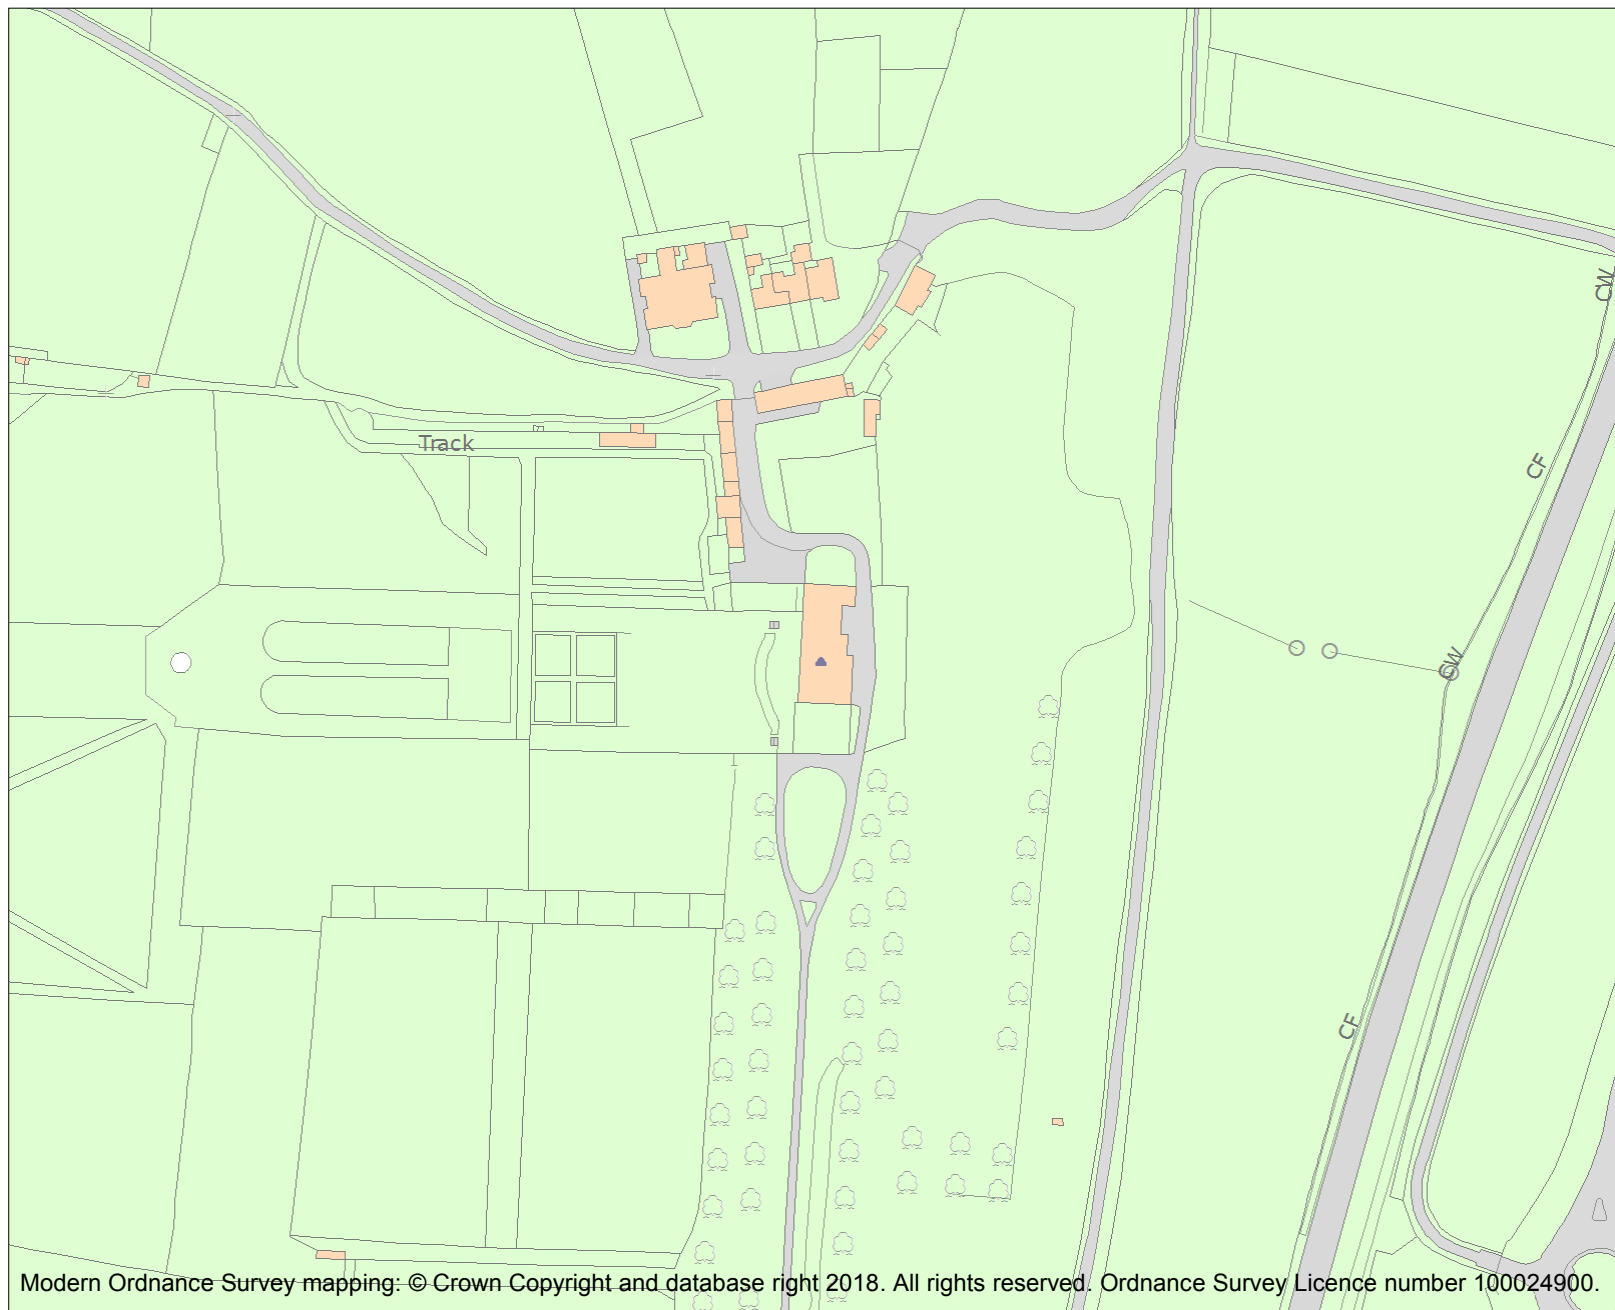 CW
Track
CF
CW
CF
Modern Ordnance Survey mapping: © Crown Copyright and database right 2018. All rights reserved. Ordnance Survey Licence number 100024900.